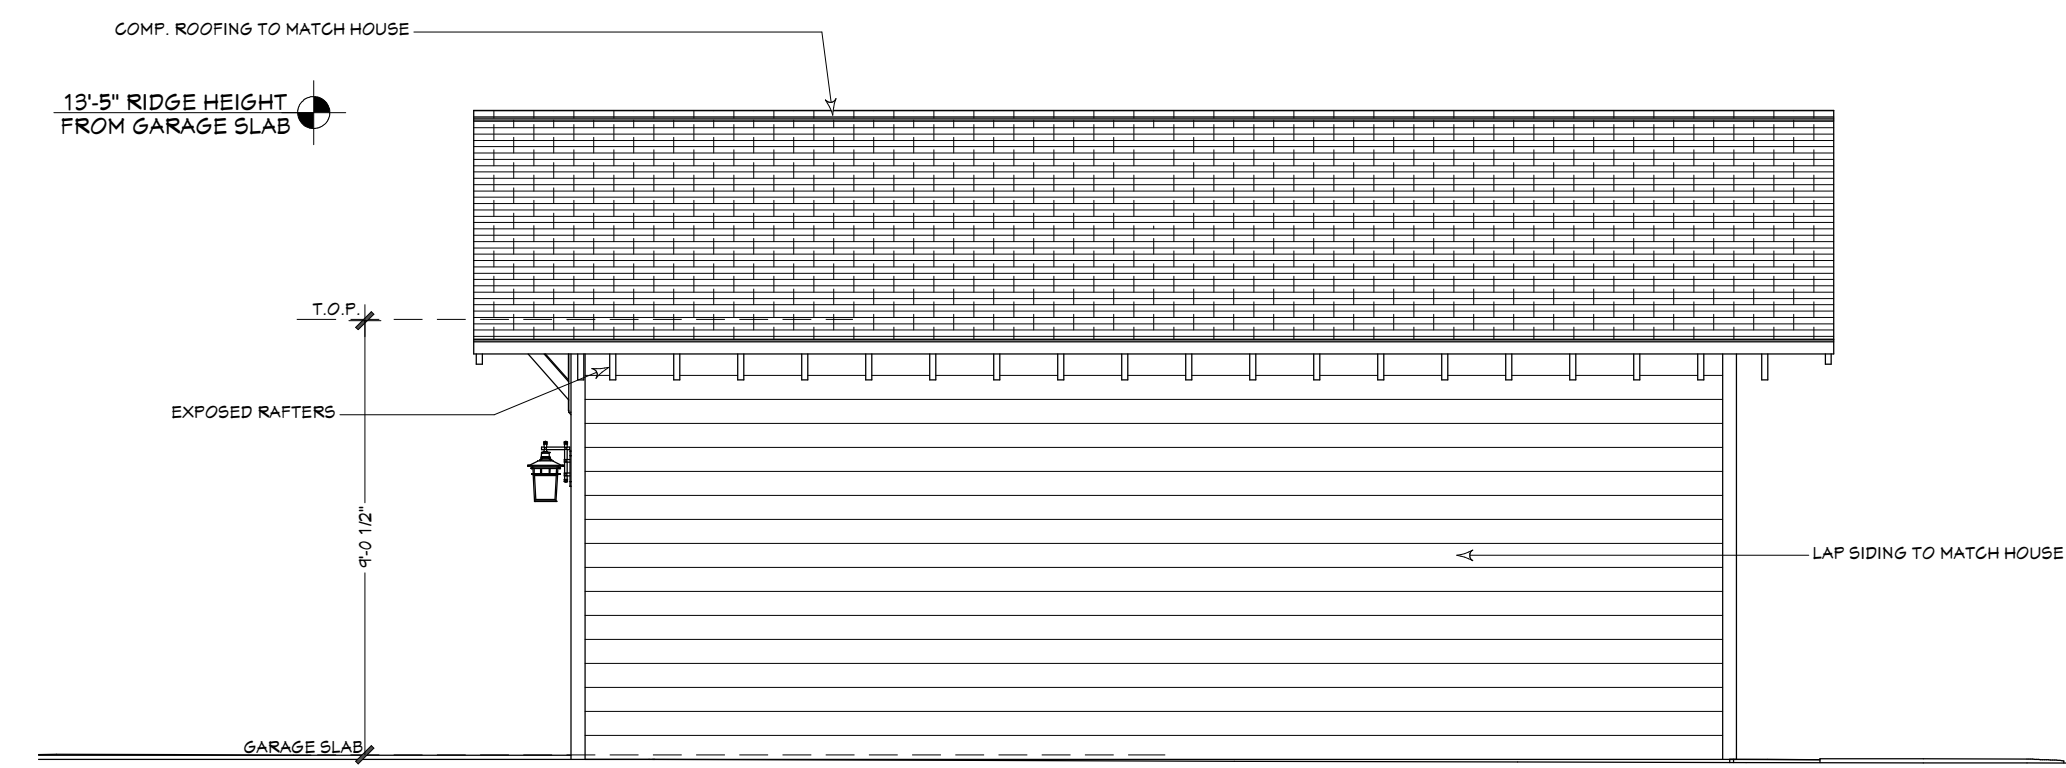 COMP. ROOFING TO MATCH HOUSE
13'-5" RIDGE HEIGHT
FROM GARAGE SLAB
T.O.P.
EXPOSED RAFTERS
9'-0 1/2"
LAP SIDING TO MATCH HOUSE
GARAGE SLAB